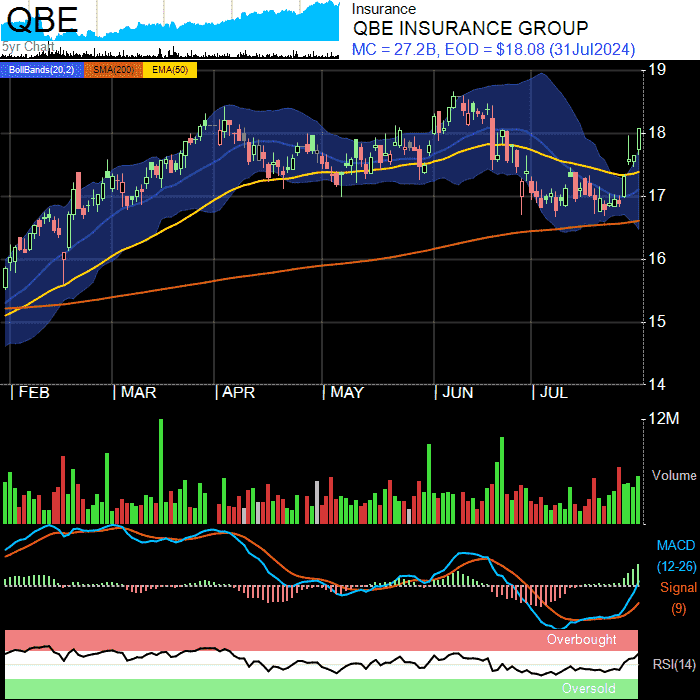 QBE
5yr Chart
Insurance
QBE INSURANCE GROUP
MC = 27.2B, EOD = $18.08 (31Jul2024)
BollBands(20,2) SMA(200) EMA(50)
19
18
17
16
15
14
FEB MAR APR MAY JUN JUL
12M
Volume
MACD
(12-26)
Signal
(9)
Overbought
RSI(14)
Oversold